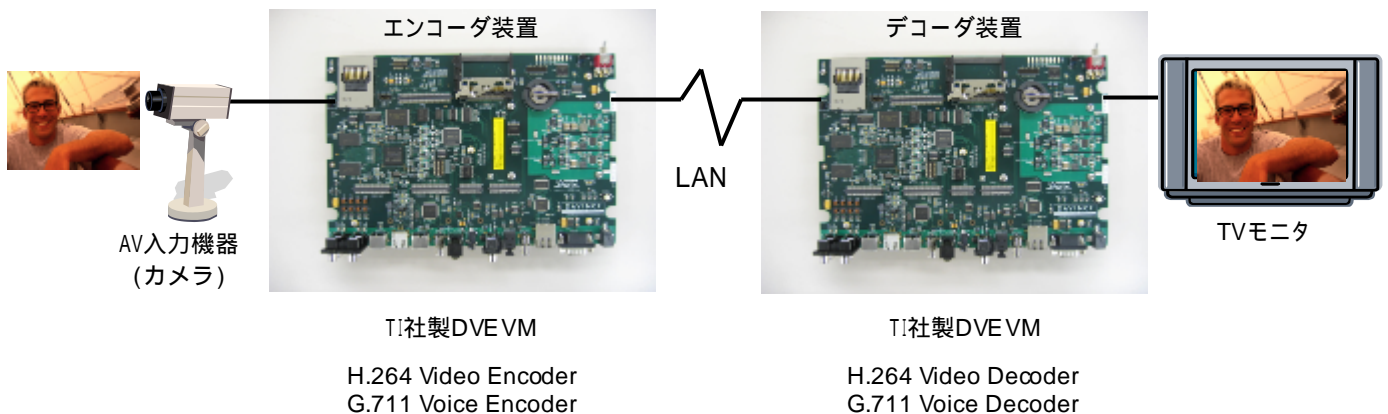 エンコーダ装置
デコーダ装置
LAN
AV入力機器
(カメラ)
TVモニタ
TI社製DVEVM
TI社製DVEVM
H.264 Video Encoder
G.711 Voice Encoder
H.264 Video Decoder
G.711 Voice Decoder